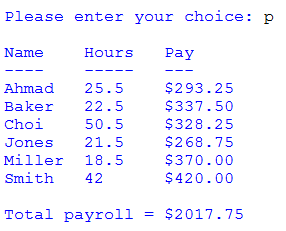 Please enter your choice: p
Name Hours Pay
---- ----- ---
Ahmad 25.5 $293.25
Baker 22.5 $337.50
Choi 50.5 $328.25
Jones 21.5 $268.75
Miller 18.5 $370.00
Smith 42 $420.00
Total payroll = $2017.75